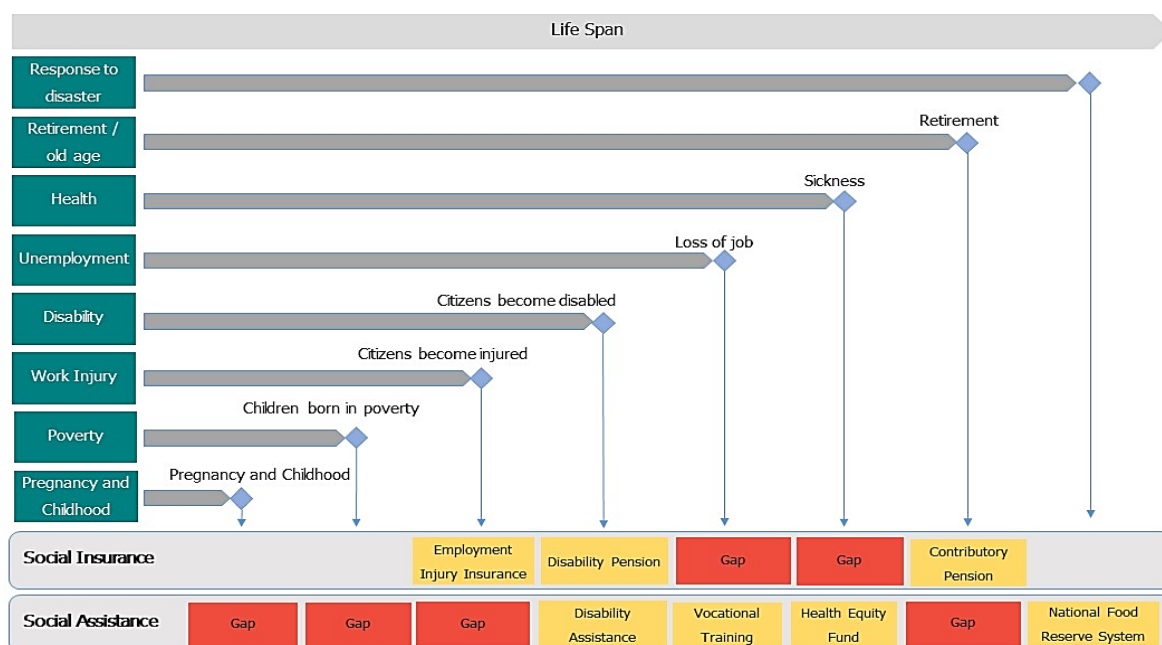 Life Span
Response to
disaster
Retirement /
old age
Retirement
Health
Sickness
Unemployment
Loss of job
Disability
Citizens become disabled
Work Injury
Citizens become injured
Poverty
Children born in poverty
Pregnancy and
Childhood
Pregnancy and Childhood
Social Insurance
Employment
Injury Insurance
Disability Pension
Gap
Gap
Contributory
Pension
Social Assistance
Gap
Gap
Gap
Disability
Assistance
Vocational
Training
Health Equity
Fund
Gap
National Food
Reserve System